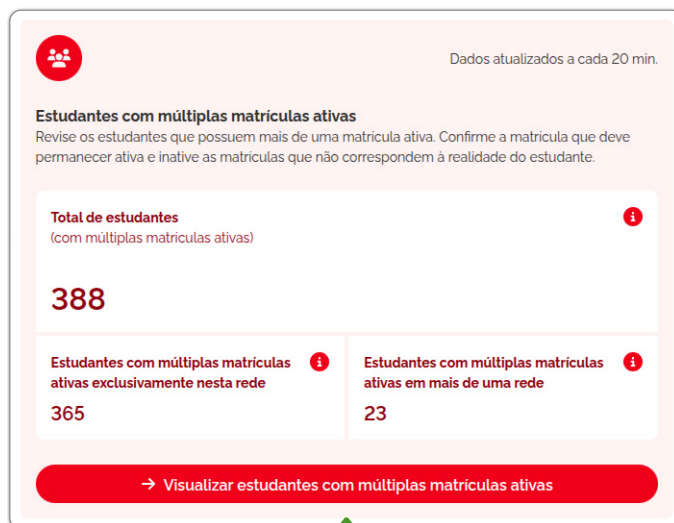 Dados atualizados a cada 20 min.
Estudantes com múltiplas matrículas ativas
Revise os estudantes que possuem mais de uma matrícula ativa. Confirme a matrícula que deve
permanecer ativa e inative as matrículas que não correspondem à realidade do estudante.
Total de estudantes
(com múltiplas matrículas ativas)
388
Estudantes com múltiplas matrículas
ativas exclusivamente nesta rede
365
Estudantes com múltiplas matrículas
ativas em mais de uma rede
23
→ Visualizar estudantes com múltiplas matrículas ativas